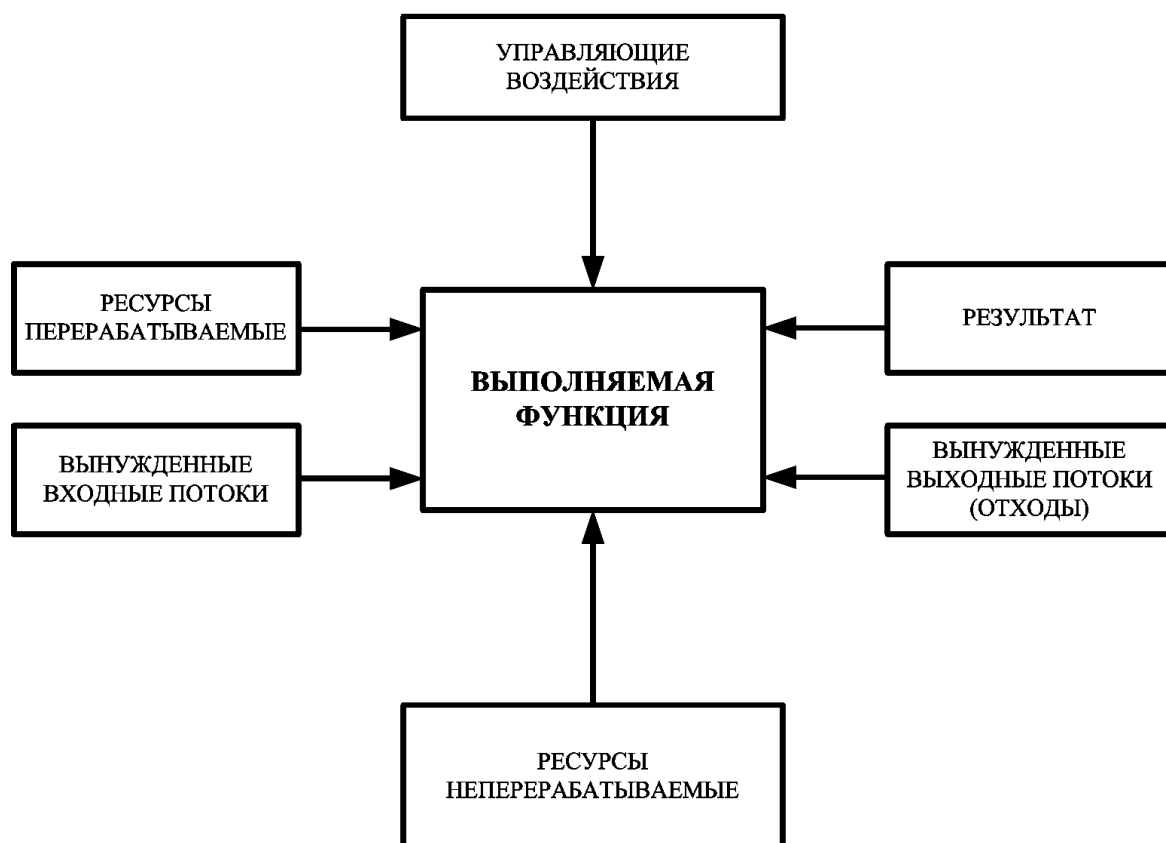 УПРАВЛЯЮЩИЕ
ВОЗДЕЙСТВИЯ
РЕСУРСЫ
ПЕРЕРАБАТЫВАЕМЫЕ
РЕЗУЛЬТАТ
ВЫПОЛНЯЕМАЯ
ФУНКЦИЯ
ВЫНУЖДЕННЫЕ
ВХОДНЫЕ ПОТОКИ
ВЫНУЖДЕННЫЕ
ВЫХОДНЫЕ ПОТОКИ
(ОТХОДЫ)
РЕСУРСЫ
НЕПЕРЕРАБАТЫВАЕМЫЕ